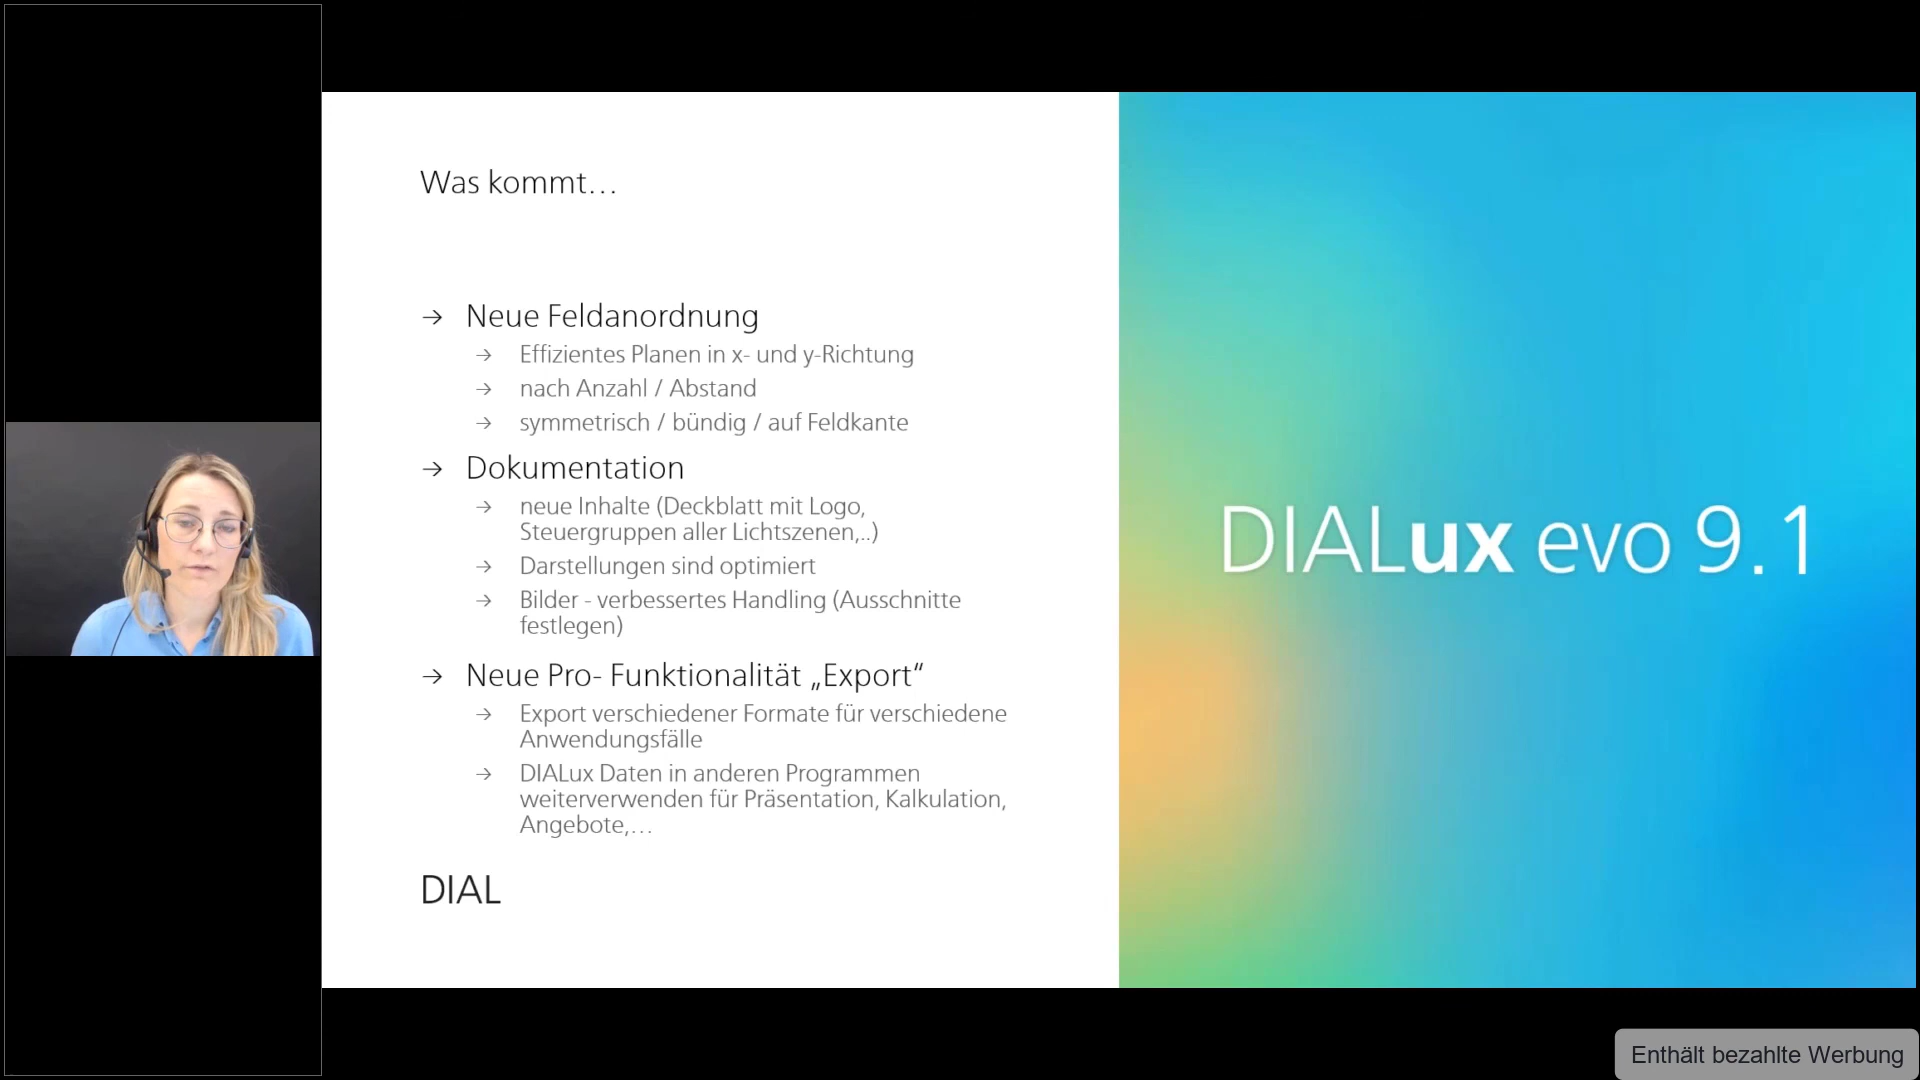 Was kommt…
→ Neue Feldanordnung
→ Effizientes Planen in x- und y-Richtung
→ nach Anzahl / Abstand
→ symmetrisch / bündig / auf Feldkante
→ Dokumentation
→ neue Inhalte (Deckblatt mit Logo,
Steuergruppen aller Lichtszenen,..)
→ Darstellungen sind optimiert
→ Bilder - verbessertes Handling (Ausschnitte
festlegen)
→ Neue Pro- Funktionalität „Export“
→ Export verschiedener Formate für verschiedene
Anwendungsfälle
→ DIALux Daten in anderen Programmen
weiterverwenden für Präsentation, Kalkulation,
Angebote,…
DIAL
DIALux evo 9.1
Enthält bezahlte Werbung